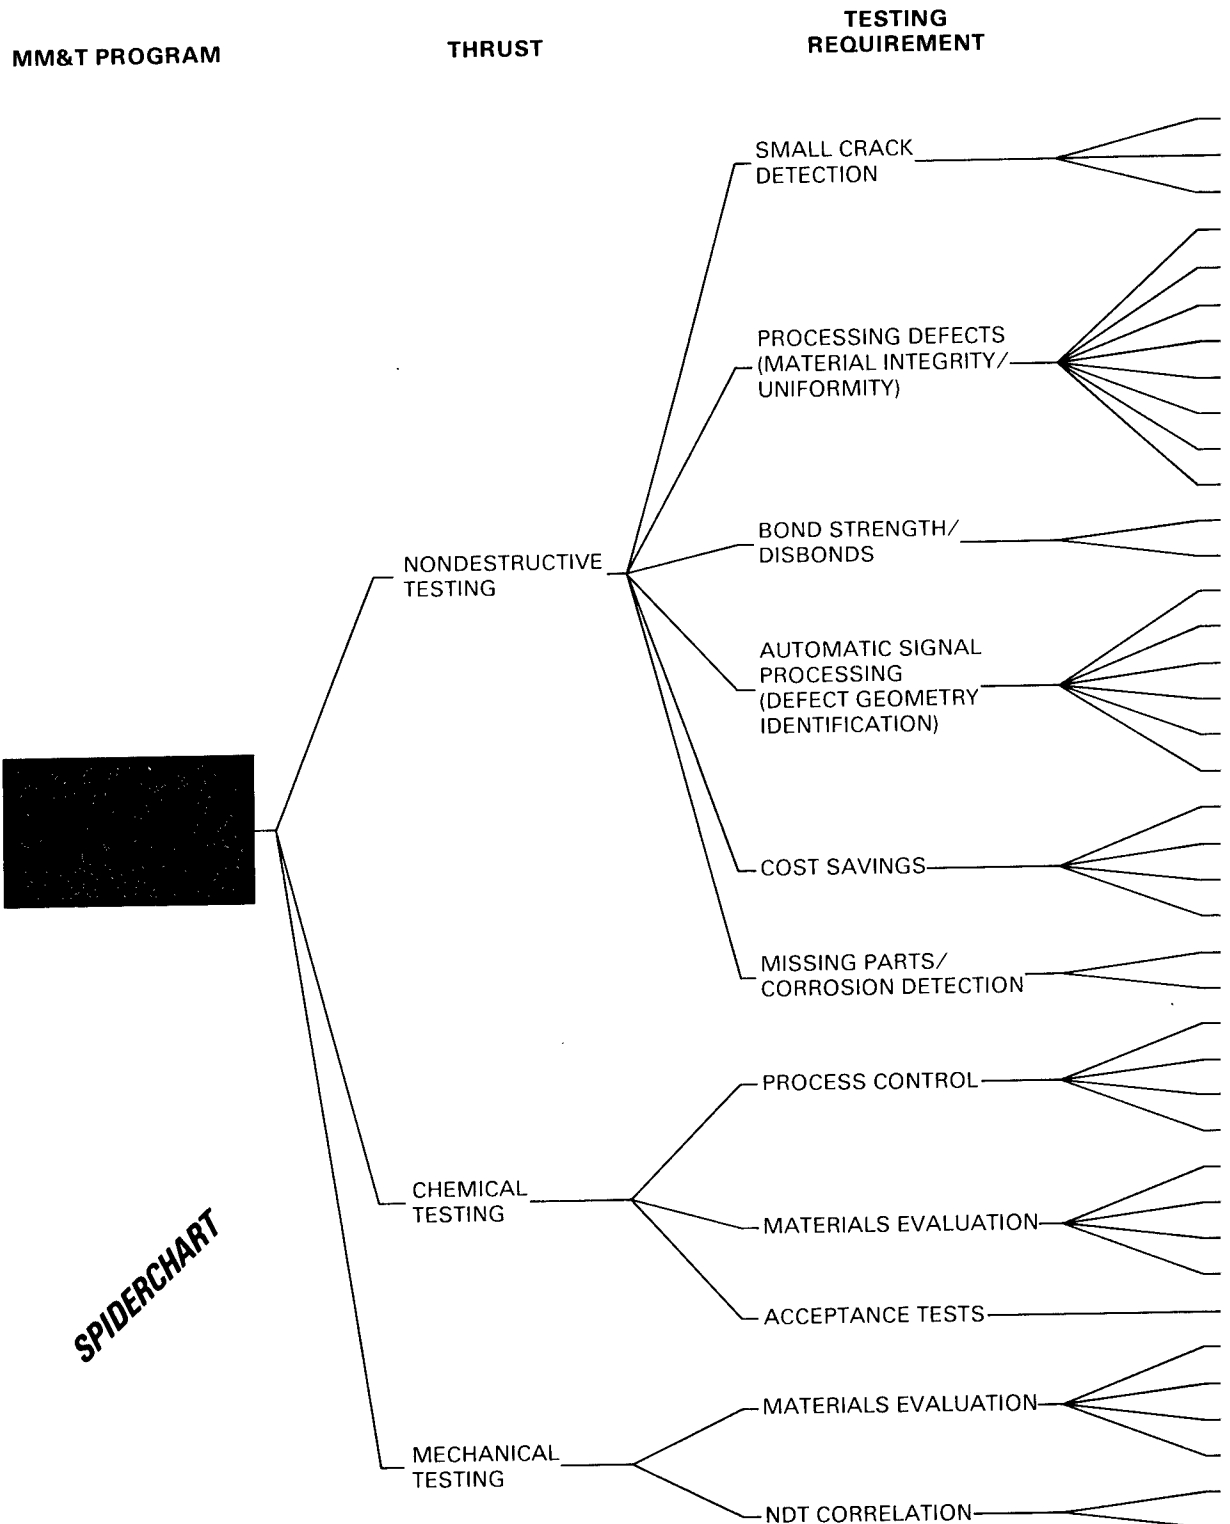 MM&T PROGRAM
THRUST
TESTING
REQUIREMENT
SMALL CRACK
DETECTION
PROCESSING DEFECTS
(MATERIAL INTEGRITY/
UNIFORMITY)
BOND STRENGTH/
DISBONDS
NONDESTRUCTIVE
TESTING
AUTOMATIC SIGNAL
PROCESSING
(DEFECT GEOMETRY
IDENTIFICATION)
COST SAVINGS
MISSING PARTS/
CORROSION DETECTION
PROCESS CONTROL
CHEMICAL
TESTING
MATERIALS EVALUATION
ACCEPTANCE TESTS
SPIDERCHART
MATERIALS EVALUATION
MECHANICAL
TESTING
NDT CORRELATION